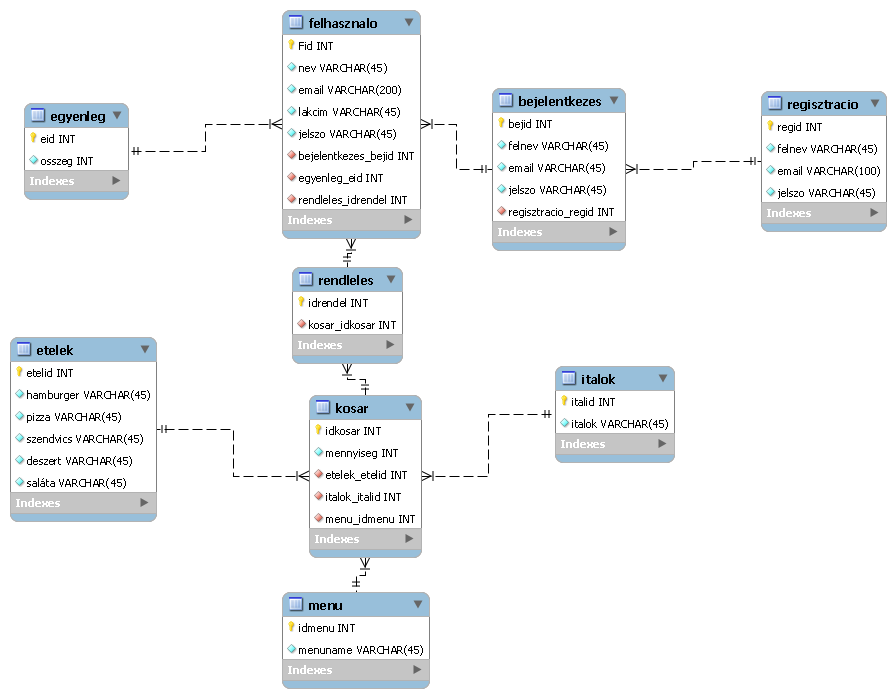 felhasznalo
Fid INT
nev VARCHAR(45)
email VARCHAR(200)
lakcim VARCHAR(45)
jelszo VARCHAR(45)
bejelentkezes_bejid INT
egyenleg_eid INT
rendleles_idrendel INT
Indexes
egyenleg
eid INT
osszeg INT
Indexes
bejelentkezes
bejid INT
felnev VARCHAR(45)
email VARCHAR(45)
jelszo VARCHAR(45)
regisztracio_regid INT
Indexes
regisztracio
regid INT
felnev VARCHAR(45)
email VARCHAR(100)
jelszo VARCHAR(45)
Indexes
rendleles
idrendel INT
kosar_idkosar INT
Indexes
etelek
etelid INT
hamburger VARCHAR(45)
pizza VARCHAR(45)
szendvics VARCHAR(45)
deszert VARCHAR(45)
saláta VARCHAR(45)
Indexes
kosar
idkosar INT
mennyiseg INT
etelek_etelid INT
italok_italid INT
menu_idmenu INT
Indexes
italok
italid INT
italok VARCHAR(45)
Indexes
menu
idmenu INT
menuname VARCHAR(45)
Indexes